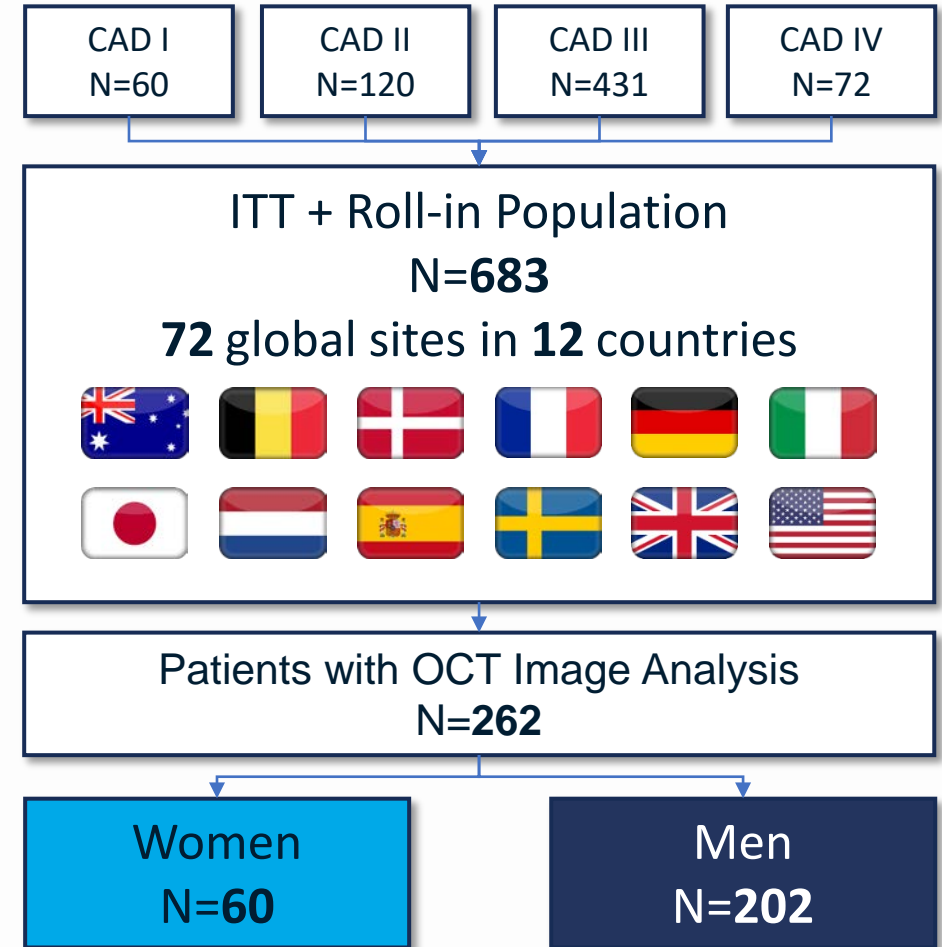 CAD I
N=60
CAD II
N=120
CAD III
N=431
CAD IV
N=72
ITT + Roll-in Population
N=683
72 global sites in 12 countries
Patients with OCT Image Analysis
N=262
Women
N=60
Men
N=202